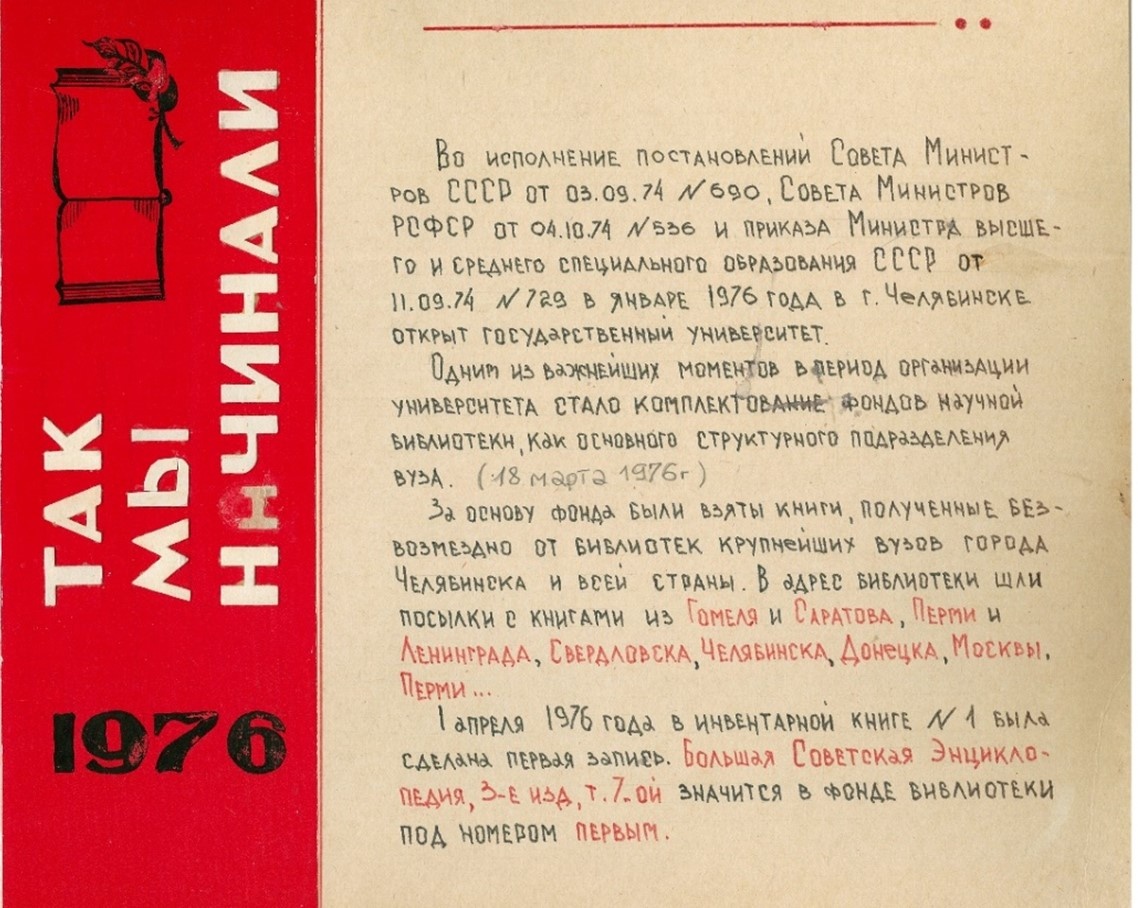 ТАК
МЫ
НАЧИНАЛИ
1976
Во исполнение постановлений Совета Минист-
ров СССР от 03.09.74 №690, Совета Министров
РСФСР от 04.10.74 №536 и приказа Министра высше-
го и среднего специального образования СССР от
11.09.74 №729 в январе 1976 года в г. Челябинске
открыт государственный университет.
Одним из важнейших моментов в период организации
университета стало комплектование фондов научной
библиотеки, как основного структурного подразделения
вуза. (18 марта 1976г)
За основу фонда были взяты книги, полученные без-
возмездно от библиотек крупнейших вузов города
Челябинска и всей страны. В адрес библиотеки шли
посылки с книгами из Гомеля и Саратова, Перми и
Ленинграда, Свердловска, Челябинска, Донецка, Москвы,
Перми...
1 апреля 1976 года в инвентарной книге №1 была
сделана первая запись. Большая Советская Энцикло-
педия, 3-е изд, т. 7-ой значится в фонде библиотеки
под номером первым.